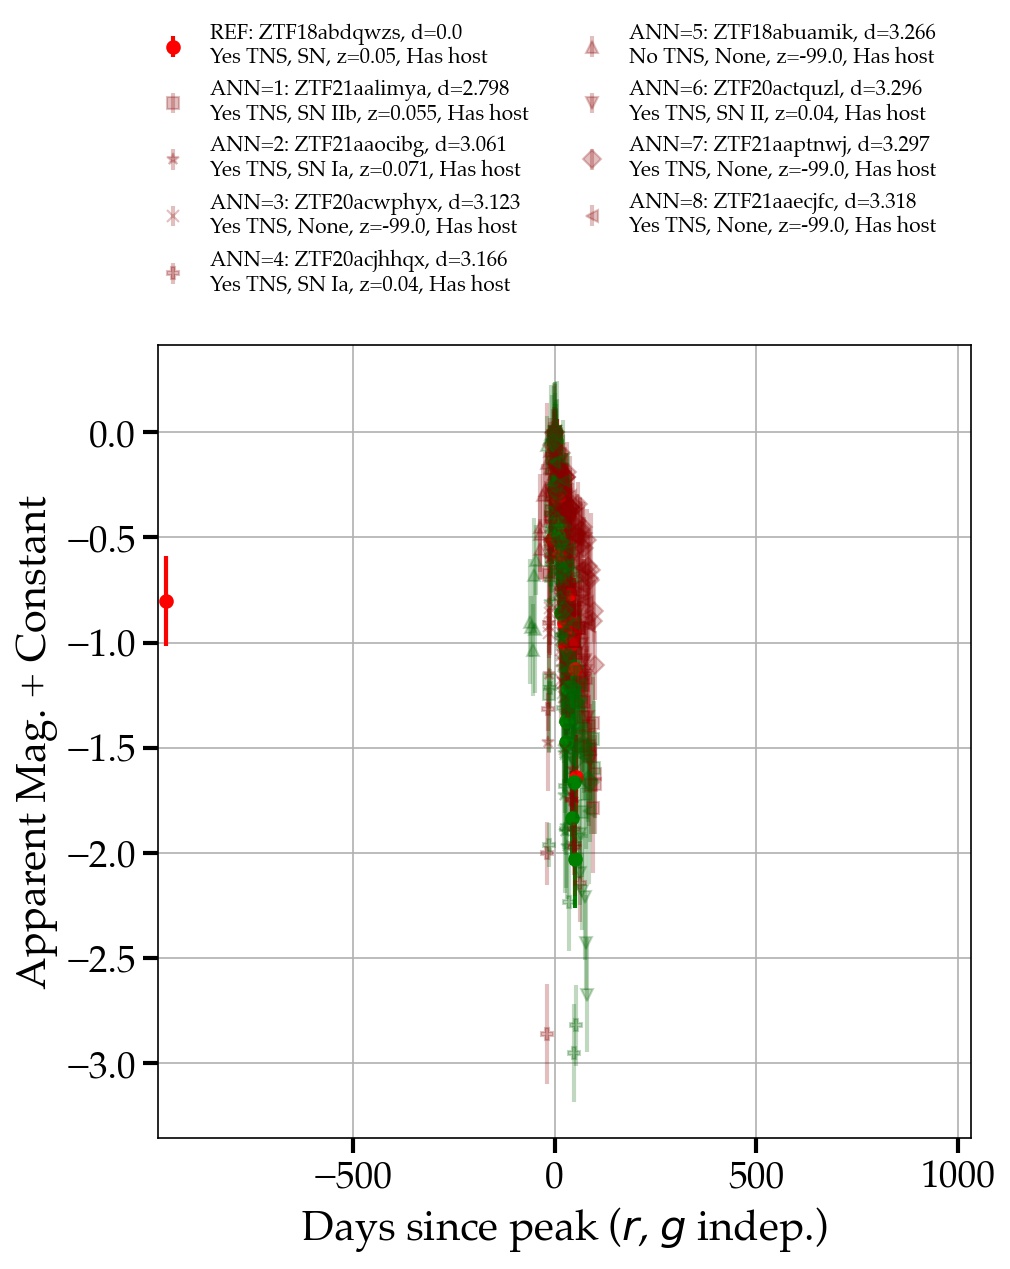 REF: ZTF18abdqwzs, d=0.0
Yes TNS, SN, z=0.05, Has host
ANN=1: ZTF21aalimya, d=2.798
Yes TNS, SN IIb, z=0.055, Has host
ANN=2: ZTF21aaocibg, d=3.061
Yes TNS, SN Ia, z=0.071, Has host
ANN=3: ZTF20acwphyx, d=3.123
Yes TNS, None, z=-99.0, Has host
ANN=4: ZTF20acjhhqx, d=3.166
Yes TNS, SN Ia, z=0.04, Has host
ANN=5: ZTF18abuamik, d=3.266
No TNS, None, z=-99.0, Has host
ANN=6: ZTF20actquzl, d=3.296
Yes TNS, SN II, z=0.04, Has host
ANN=7: ZTF21aaptnwj, d=3.297
Yes TNS, None, z=-99.0, Has host
ANN=8: ZTF21aaecjfc, d=3.318
Yes TNS, None, z=-99.0, Has host
Apparent Mag. + Constant
0.0
−0.5
−1.0
−1.5
−2.0
−2.5
−3.0
−500
0
500
1000
Days since peak (r, g indep.)